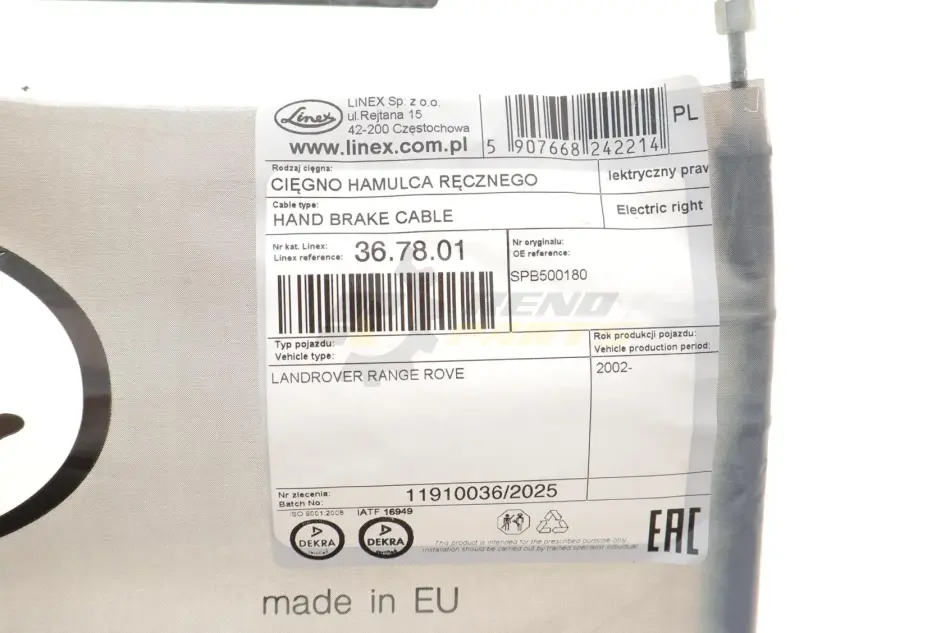 Linex
LINEX Sp. z o.o.
ul.Rejtana 15
42-200 Częstochowa
www.linex.com.pl
5 907668 242214
PL
Rodzaj cięgna:
CIĘGNO HAMULCA RĘCZNEGO
lektryczny praw
Cable type:
HAND BRAKE CABLE
Electric right
Nr kat. Linex:
Linex reference: 36.78.01
Nr oryginału:
OE reference:
SPB500180
Typ pojazdu:
Vehicle type:
LANDROVER RANGE ROVE
Rok produkcji pojazdu:
Vehicle production period:
2002-
Nr zlecenia:
Batch No:
11910036/2025
ISO 9001:2008
IATF 16949
DEKRA
DEKRA
This product is intended for the prescribed purpose only
Installation should be carried out by trained specialist individual
EAC
made in EU